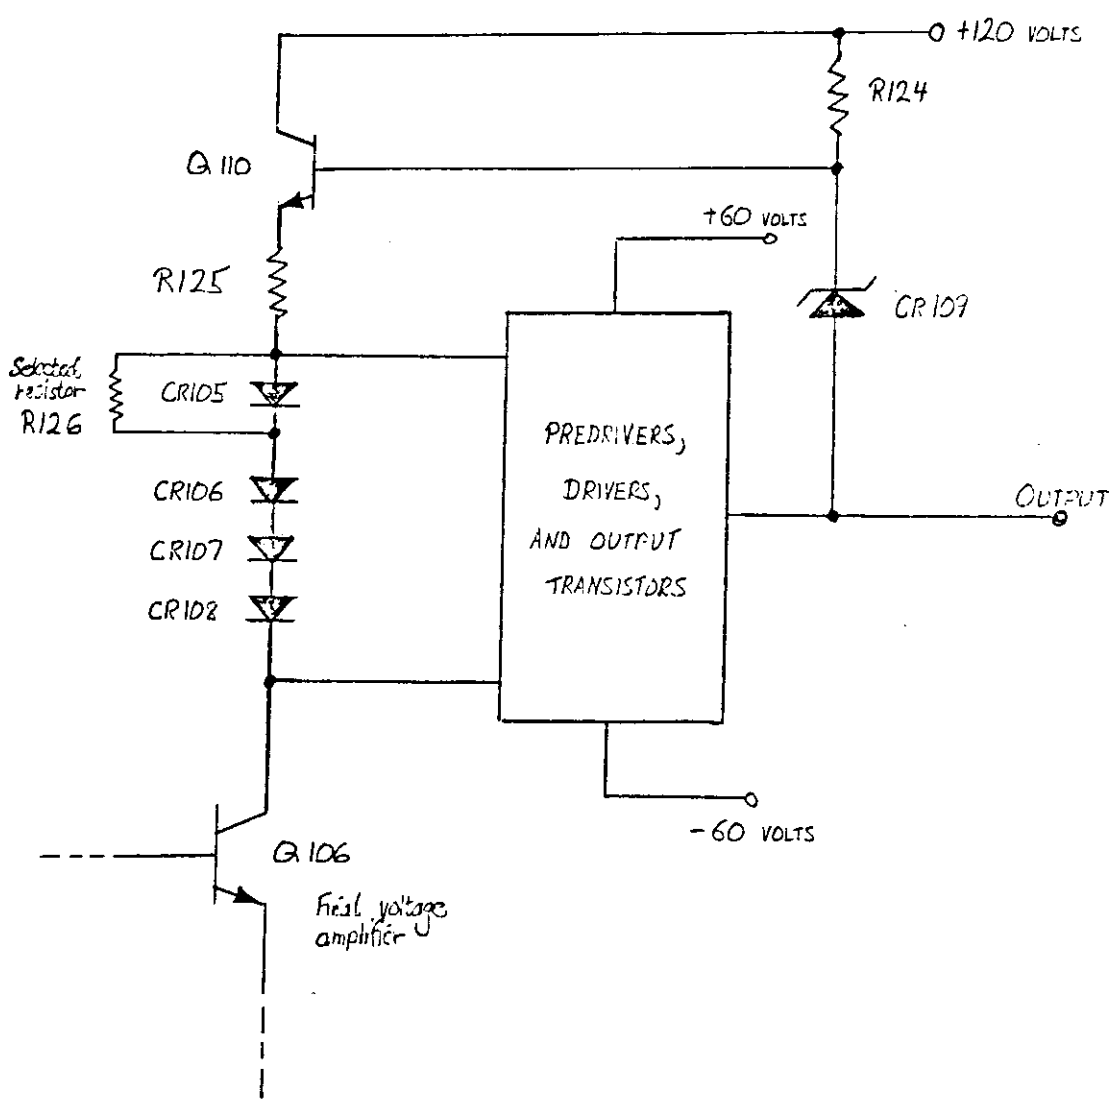 +120 VOLTS
R124
Q110
+60 VOLTS
R125
CR109
Selected
resistor
R126
CR105
PREDRIVERS,
DRIVERS,
AND OUTPUT
TRANSISTORS
CR106
OUTPUT
CR107
CR108
-60 VOLTS
Q106
Final voltage
amplifier